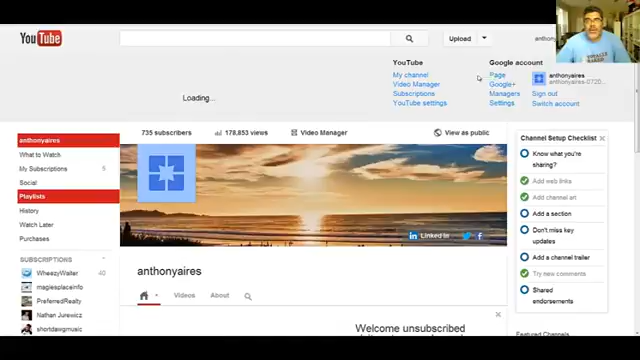 YouTube
Upload
anthony
YouTube
My channel
Video Manager
Subscriptions
YouTube settings
Google account
Page
Google+
Managers
Settings
anthonyaires
anthonyaires-0720...
Sign out
Switch account
Loading...
735 subscribers
178,853 views
Video Manager
View as public
anthonyaires
What to Watch
My Subscriptions 5
Social
Playlists
History
Watch Later
Purchases
SUBSCRIPTIONS
WheezyWaiter 40
magiesplaceinfo
PreferredRealty
Nathan Jurewicz
shortdawgmusic
LinkedIn
anthonyaires
Videos
About
Welcome unsubscribed
Channel Setup Checklist
Know what you're
sharing?
Add web links
Add channel art
Add a section
Don't miss key
updates
Add a channel trailer
Try new comments
Shared
endorsements
Featured Channels